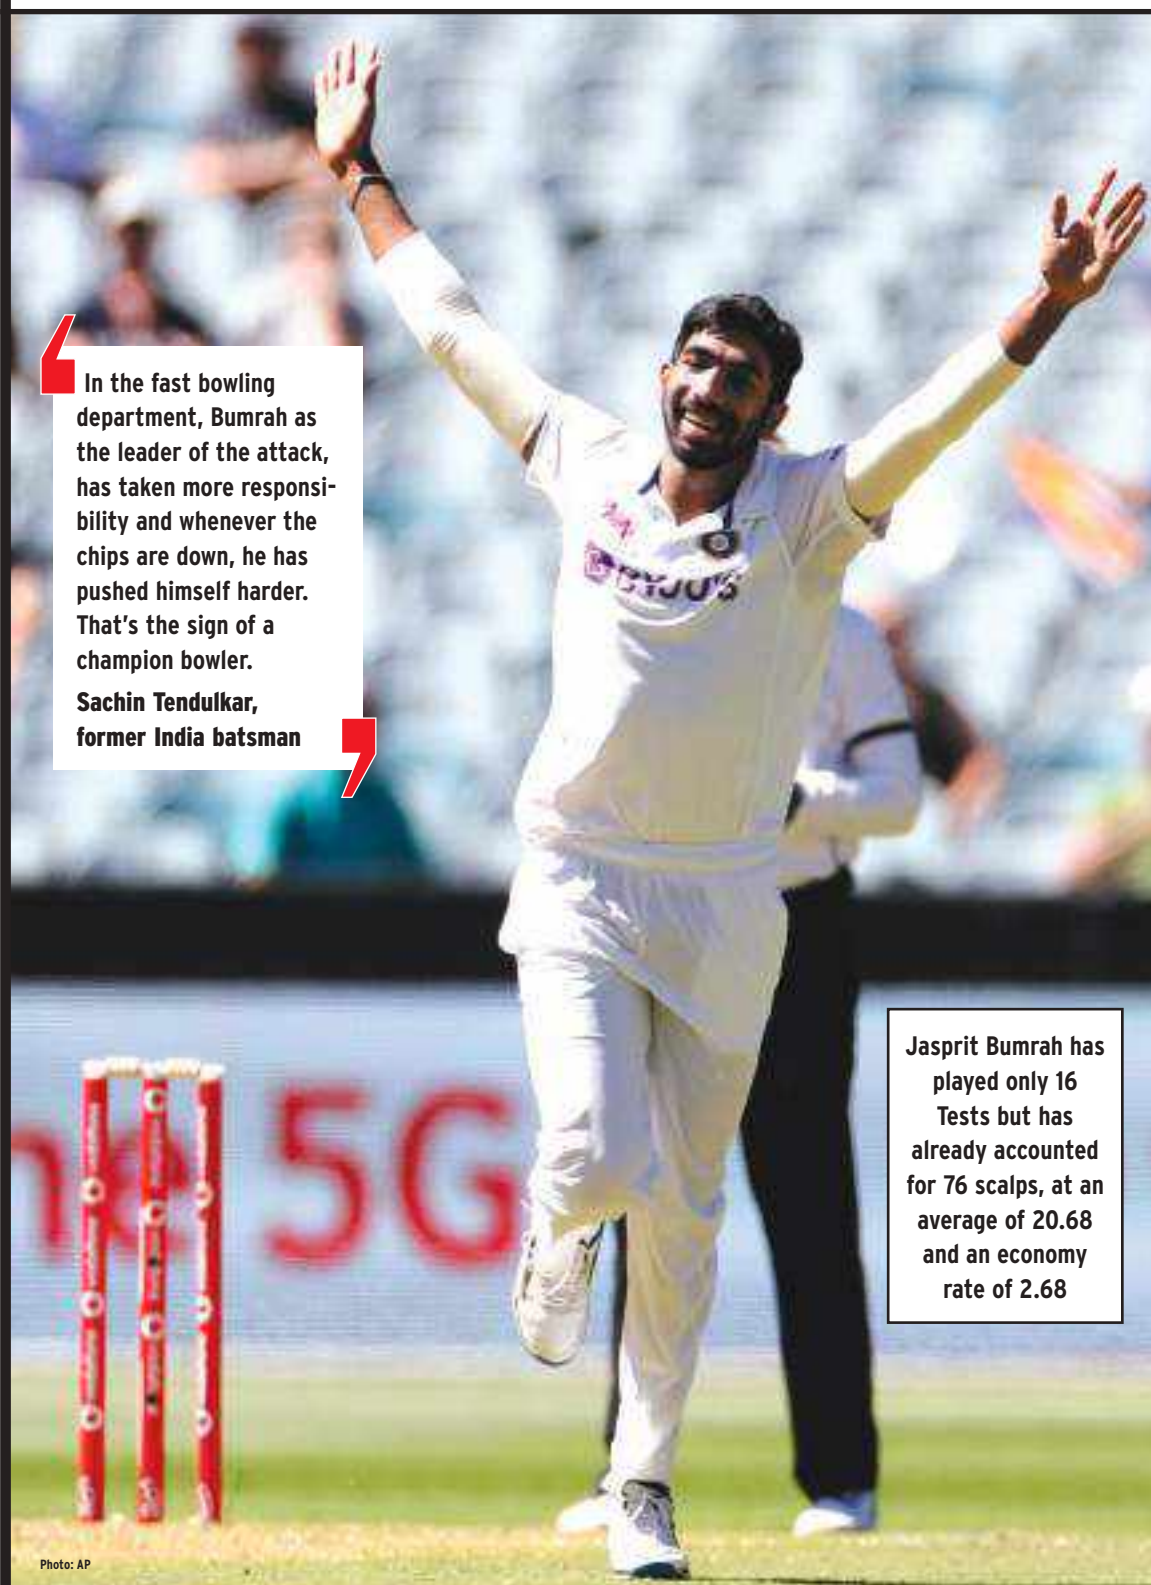 In the fast bowling
department, Bumrah as
the leader of the attack,
has taken more responsi-
bility and whenever the
chips are down, he has
pushed himself harder.
That's the sign of a
champion bowler.
Sachin Tendulkar,
former India batsman
BYJU'S
5G
Jasprit Bumrah has
played only 16
Tests but has
already accounted
for 76 scalps, at an
average of 20.68
and an economy
rate of 2.68
Photo: AP